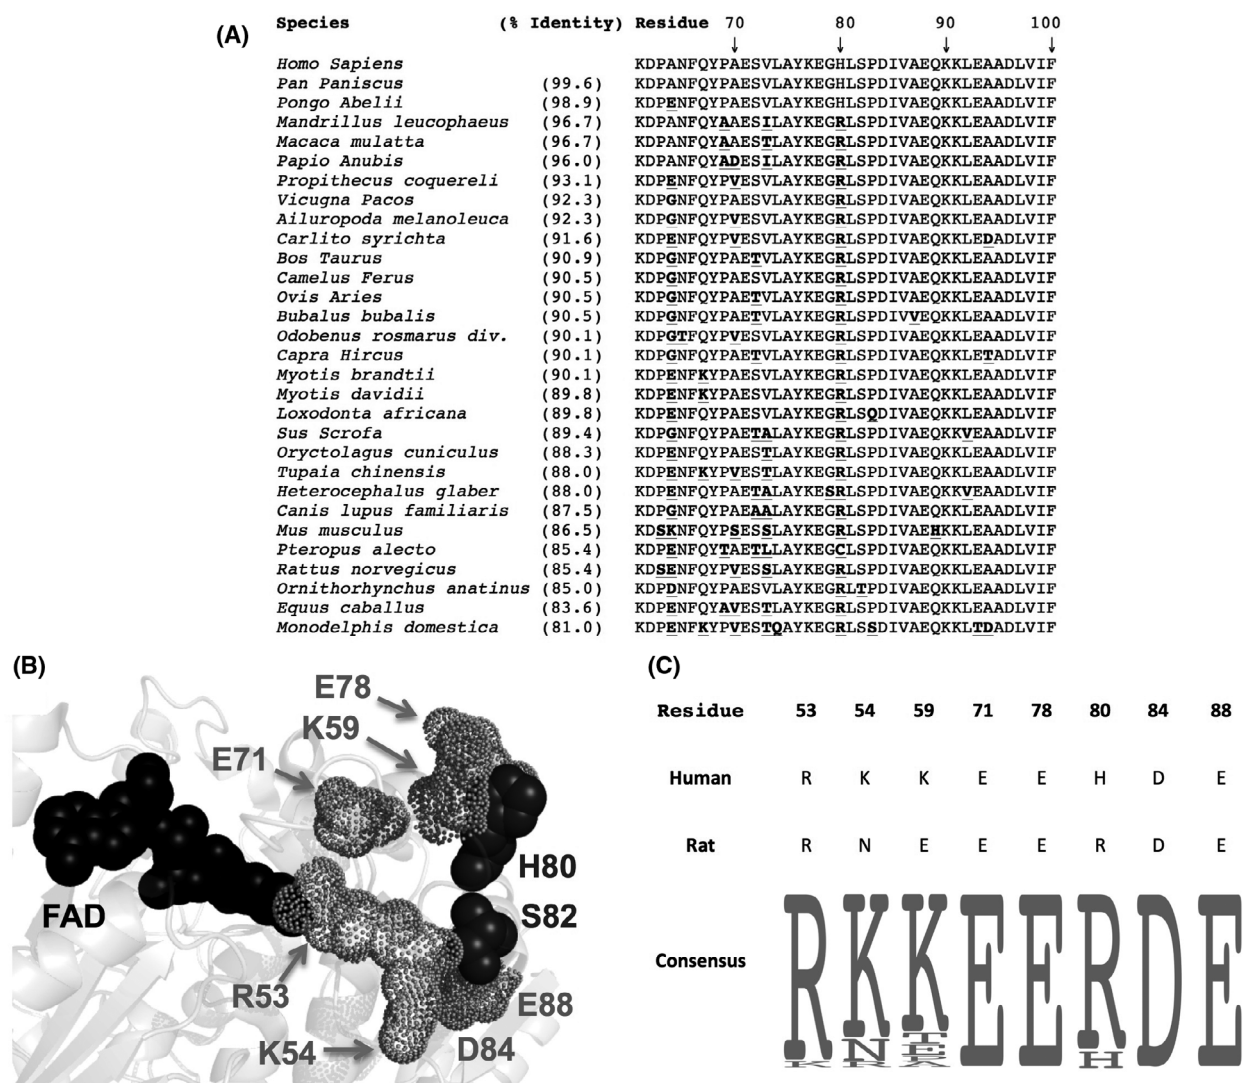 (A)
Species (% Identity) Residue 70 80 90 100
Homo Sapiens KDPANFQYPAESVLAYKEGHLSPDIVAEQKKLEAADLVIF
Pan Paniscus (99.6) KDPANFQYPAESVLAYKEGHLSPDIVAEQKKLEAADLVIF
Pongo Abelii (98.9) KDPENFQYPAESVLAYKEGHLSPDIVAEQKKLEAADLVIF
Mandrillus leucophaeus (96.7) KDPANFQYAAESILAYKEGRLSPDIVAEQKKLEAADLVIF
Macaca mulatta (96.7) KDPANFQYAAESTLAYKEGRLSPDIVAEQKKLEAADLVIF
Papio Anubis (96.0) KDPANFQYADESILAYKEGRLSPDIVAEQKKLEAADLVIF
Propithecus coquereli (93.1) KDPENFQYPVESVLAYKEGRLSPDIVAEQKKLEAADLVIF
Vicugna Pacos (92.3) KDPGNFQYPAESVLAYKEGRLSPDIVAEQKKLEAADLVIF
Ailuropoda melanoleuca (92.3) KDPGNFQYPVESVLAYKEGRLSPDIVAEQKKLEAADLVIF
Carlito syrichta (91.6) KDPENFQYPVESVLAYKEGRLSPDIVAEQKKLEDADLVIF
Bos Taurus (90.9) KDPGNFQYPAETVLAYKEGRLSPDIVAEQKKLEAADLVIF
Camelus Ferus (90.5) KDPGNFQYPAESVLAYKEGRLSPDIVAEQKKLEAADLVIF
Ovis Aries (90.5) KDPGNFQYPAETVLAYKEGRLSPDIVAEQKKLEAADLVIF
Bubalus bubalis (90.5) KDPGNFQYPAETVLAYKEGRLSPDIVVEQKKLEAADLVIF
Odobenus rosmarus div. (90.1) KDPGTFQYPVESVLAYKEGRLSPDIVAEQKKLEAADLVIF
Capra Hircus (90.1) KDPGNFQYPAETVLAYKEGRLSPDIVAEQKKLETADLVIF
Myotis brandtii (90.1) KDPENFKYPAESVLAYKEGRLSPDIVAEQKKLEAADLVIF
Myotis davidii (89.8) KDPENFKYPAESVLAYKEGRLSPDIVAEQKKLEAADLVIF
Loxodonta africana (89.8) KDPENFQYPAESVLAYKEGRLSQDIVAEQKKLEAADLVIF
Sus Scrofa (89.4) KDPGNFQYPAETALAYKEGRLSPDIVAEQKKVEAADLVIF
Oryctolagus cuniculus (88.3) KDPENFQYPAESTLAYKEGRLSPDIVAEQKKLEAADLVIF
Tupaia chinensis (88.0) KDPENFKYPVESTLAYKEGRLSPDIVAEQKKLEAADLVIF
Heterocephalus glaber (88.0) KDPENFQYPAETALAYKESRLSPDIVAEQKKVEAADLVIF
Canis lupus familiaris (87.5) KDPGNFQYPAEAALAYKEGRLSPDIVAEQKKLEAADLVIF
Mus musculus (86.5) KDSKNFQYPSESSLAYKEGRLSPDIVAEHKKLEAADLVIF
Pteropus alecto (85.4) KDPENFQYTAETLLAYKEGCLSPDIVAEQKKLEAADLVIF
Rattus norvegicus (85.4) KDSENFQYPVESSLAYKEGRLSPDIVAEQKKLEAADLVIF
Ornithorhynchus anatinus (85.0) KDPDNFQYPAESVLAYKEGRLTPDIVAEQKKLEAADLVIF
Equus caballus (83.6) KDPENFQYAVESTLAYKEGRLSPDIVAEQKKLEAADLVIF
Monodelphis domestica (81.0) KDPENFKYPVESTQAYKEGRLSSDIVAEQKKLTDADLVIF
(B)
E78
K59
E71
H80
S82
FAD
R53
E88
K54
D84
(C)
Residue 53 54 59 71 78 80 84 88
Human R K K E E H D E
Rat R N E E E R D E
Consensus R K K E E R D E